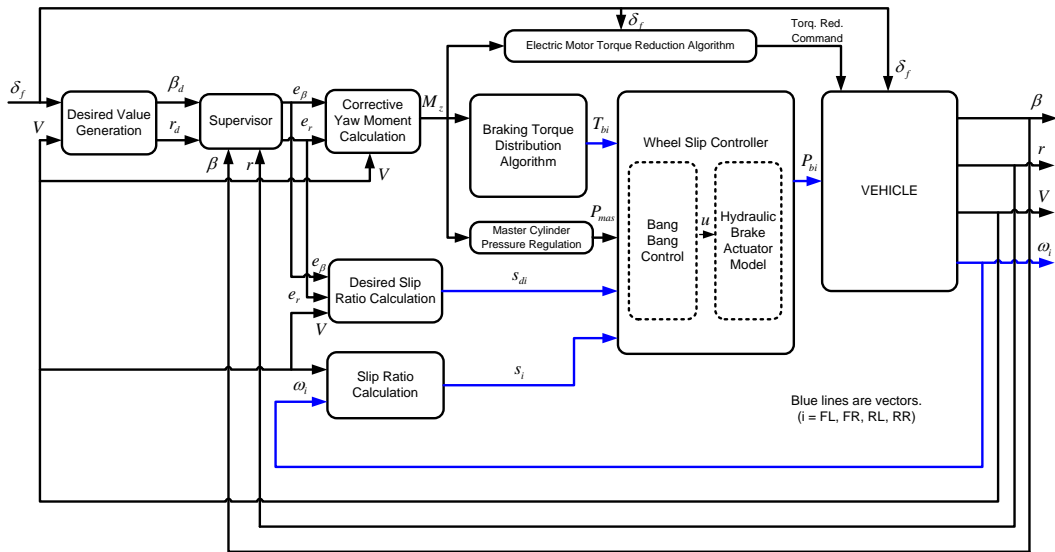 δf
Torq. Red.
Command
Electric Motor Torque Reduction Algorithm
δf
δf
βd
eβ
Mz
β
Desired Value
Generation
Supervisor
Corrective
Yaw Moment
Calculation
Braking Torque
Distribution
Algorithm
Tbi
Wheel Slip Controller
V
rd
er
r
β
r
V
Pbi
VEHICLE
V
Pmas
Master Cylinder
Pressure Regulation
Bang
Bang
Control
u
Hydraulic
Brake
Actuator
Model
ωi
eβ
er
V
Desired Slip
Ratio Calculation
sdi
Slip Ratio
Calculation
ωi
si
Blue lines are vectors.
(i = FL, FR, RL, RR)